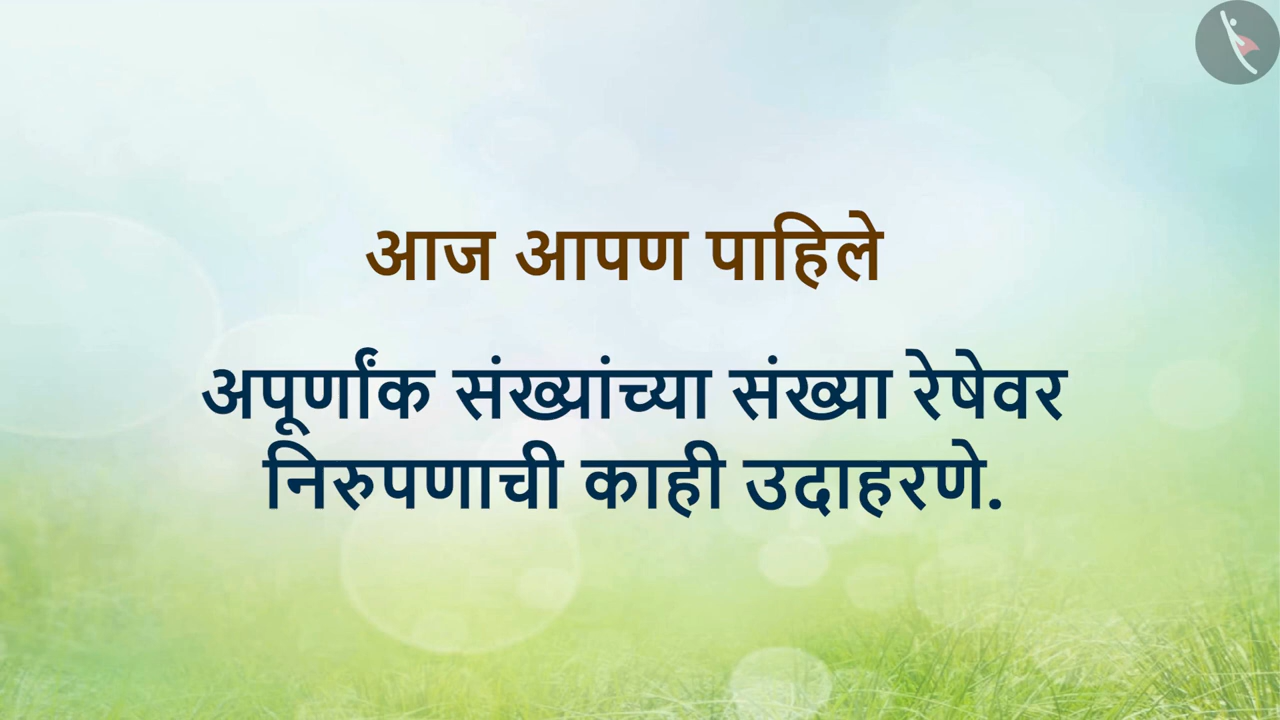 आज आपण पाहिले
अपूर्णांक संख्यांच्या संख्या रेषेवर
निरुपणाची काही उदाहरणे.